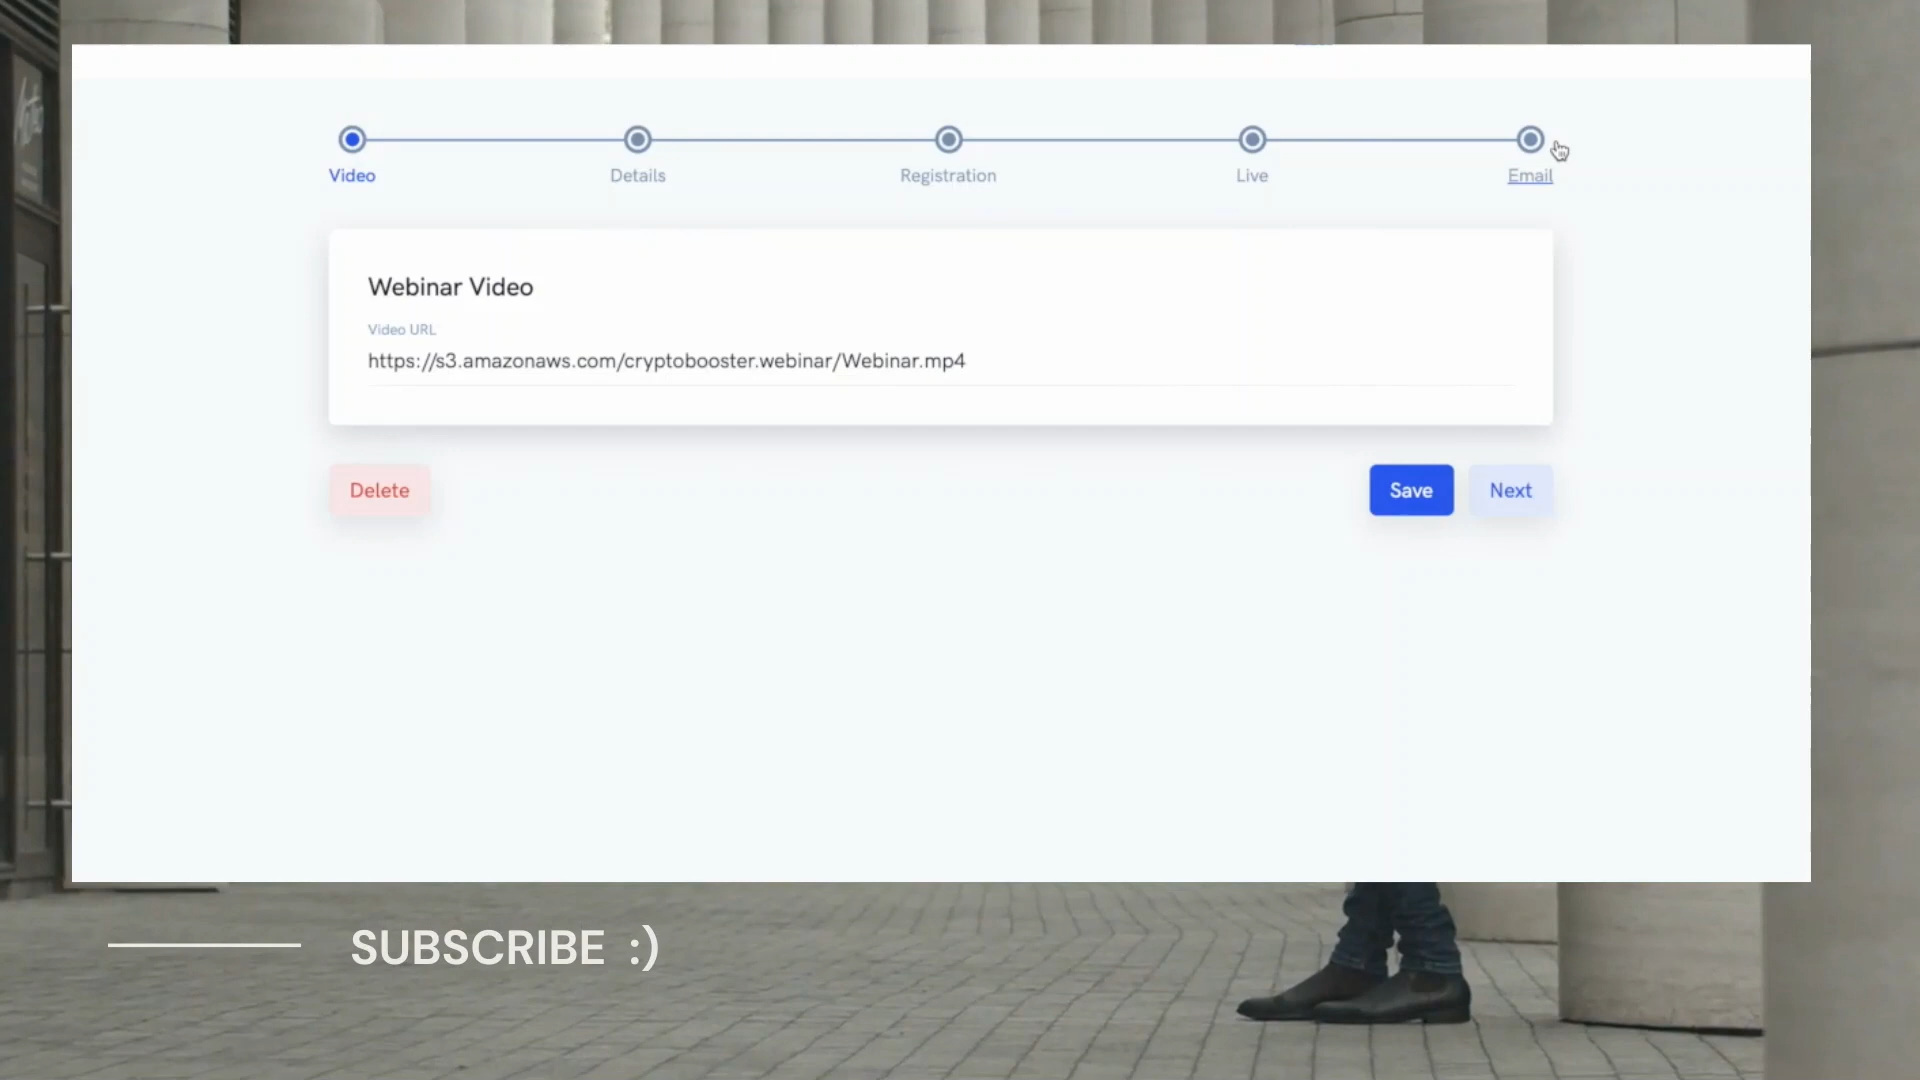 Video
Details
Registration
Live
Email
Webinar Video
Video URL
https://s3.amazonaws.com/cryptobooster.webinar/Webinar.mp4
Delete
Save
Next
SUBSCRIBE :)